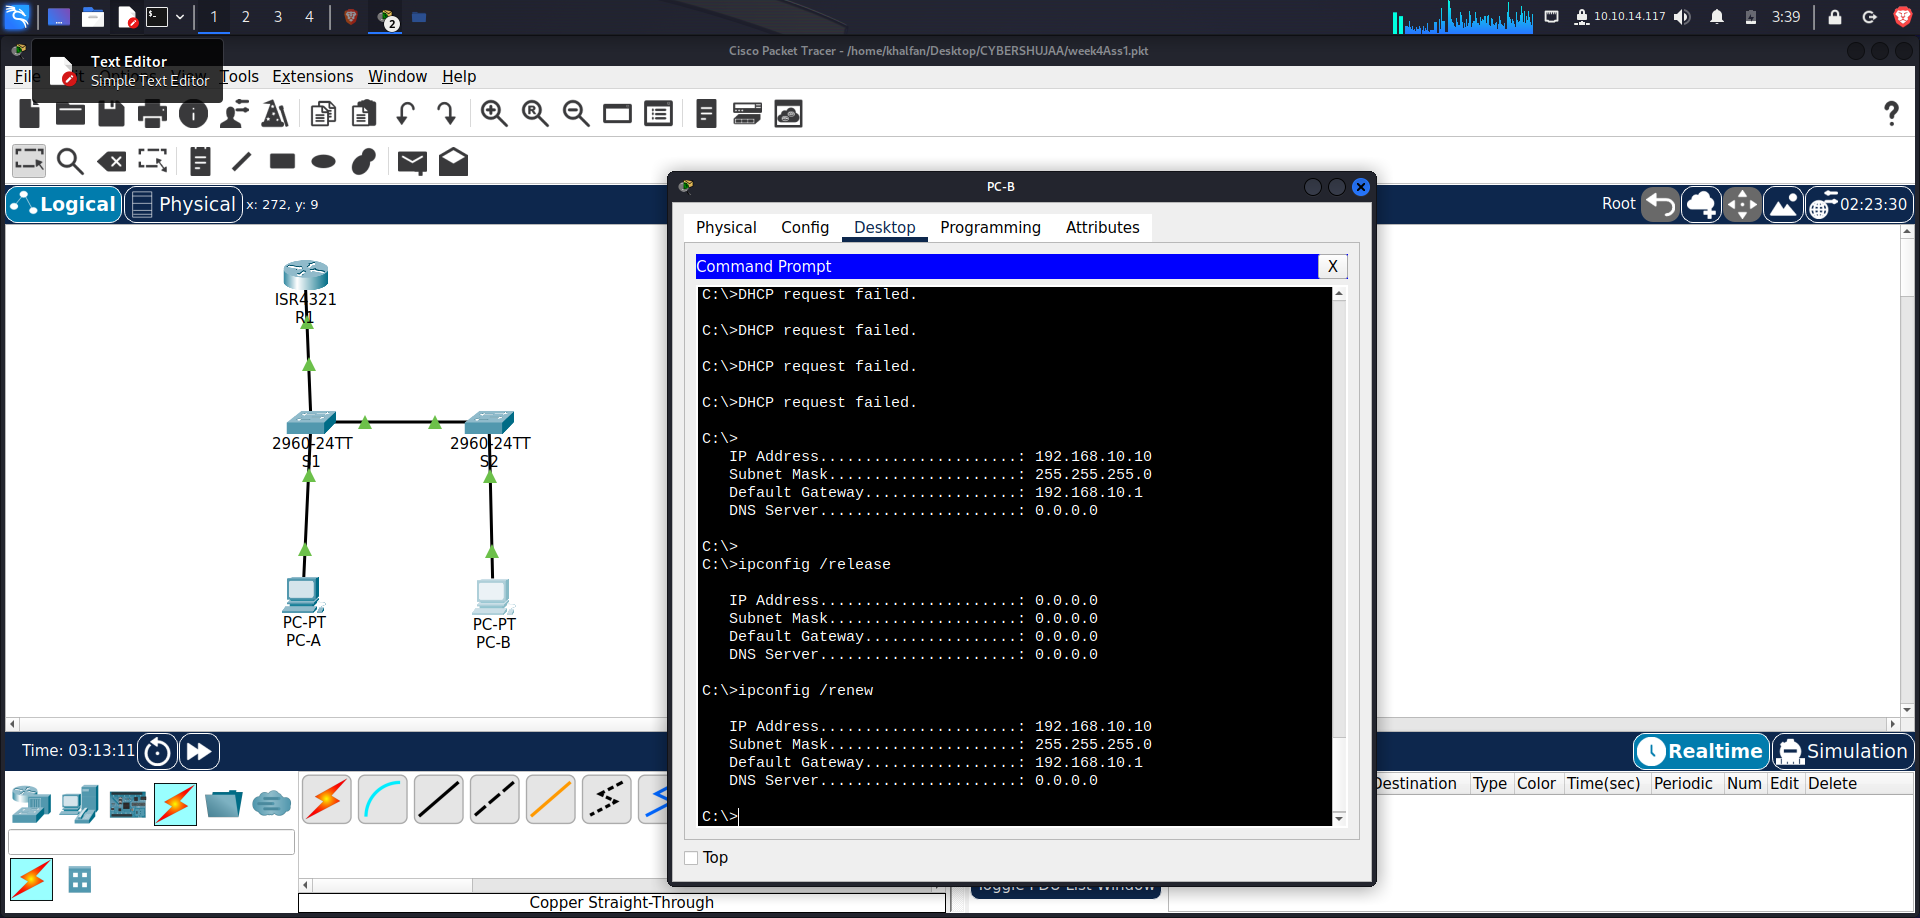 1 2 3 4
2
10.10.14.117
3:39
Cisco Packet Tracer - /home/khalfan/Desktop/CYBERSHUJAA/week4Ass1.pkt
Text Editor
Simple Text Editor
File Tools Extensions Window Help
Logical
Physical
x: 272, y: 9
Root
02:23:30
ISR4321
R1
2960-24TT
S1
2960-24TT
S2
PC-PT
PC-A
PC-PT
PC-B
PC-B
Physical Config Desktop Programming Attributes
Command Prompt
X
C:\>DHCP request failed.
C:\>DHCP request failed.
C:\>DHCP request failed.
C:\>DHCP request failed.
C:\>
IP Address......................: 192.168.10.10
Subnet Mask.....................: 255.255.255.0
Default Gateway.................: 192.168.10.1
DNS Server......................: 0.0.0.0
C:\>
C:\>ipconfig /release
IP Address......................: 0.0.0.0
Subnet Mask.....................: 0.0.0.0
Default Gateway.................: 0.0.0.0
DNS Server......................: 0.0.0.0
C:\>ipconfig /renew
IP Address......................: 192.168.10.10
Subnet Mask.....................: 255.255.255.0
Default Gateway.................: 192.168.10.1
DNS Server......................: 0.0.0.0
C:\>
Top
Time: 03:13:11
Realtime
Simulation
Destination Type Color Time(sec) Periodic Num Edit Delete
Toggle PDU List Window
Copper Straight-Through